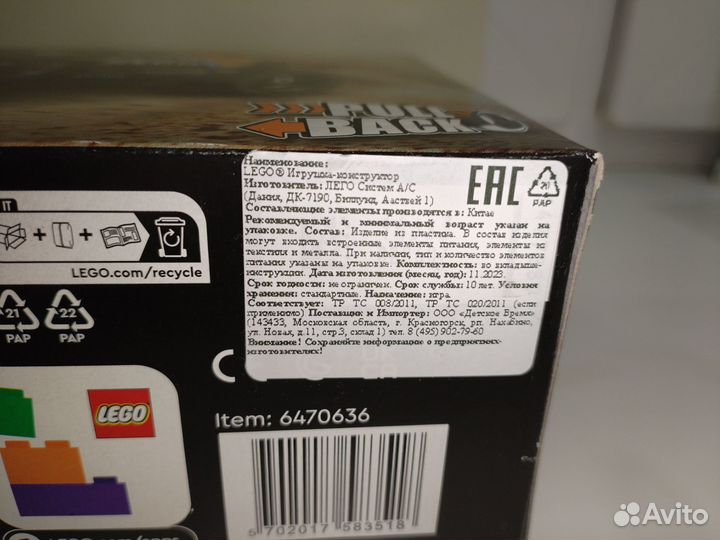 PULL
BACK
Наименование:
LEGO® Игрушка-конструктор
Изготовитель: ЛЕГО Систем А/С
(Дания, ДК-7190, Биллунд, Ааствей 1)
Составляющие элементы производятся в: Китае
Рекомендуемый и минимальный возраст указан на
упаковке. Состав: Изделие из пластика. В состав изделия
могут входить встроенные элементы питания, элементы из
текстиля и металла. При наличии, тип и количество элементов
питания указаны на упаковке. Комплектность: во вкладыше-
инструкции. Дата изготовления (месяц, год): 11.2023.
Срок годности: не ограничен. Срок службы: 10 лет. Условия
хранения: стандартные. Назначение: игра.
Соответствует: ТР ТС 008/2011, ТР ТС 020/2011 (если
применимо) Поставщик и Импортер: ООО «Детское Время»
(143433, Московская область, г. Красногорск, рп. Нахабино,
ул. Новая, д.11, стр.3, склад 1) тел. 8 (495) 902-79-60
Внимание! Сохраняйте информацию о предприятиях-
изготовителях!
EAC
20
PAP
IT
LEGO.com/recycle
21
PAP
22
PAP
LEGO
Item: 6470636
5 702017 583518
Avito